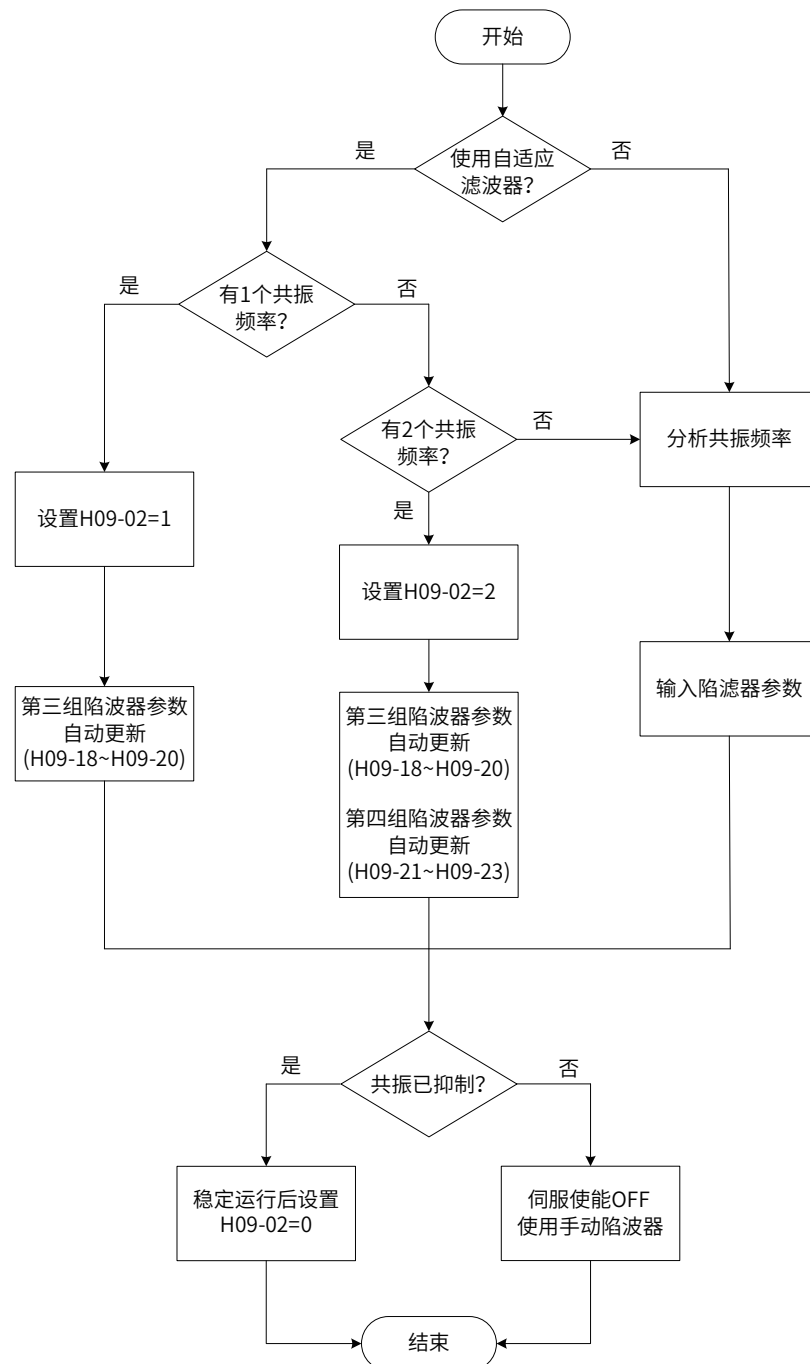 开始
使用自适应
滤波器？
是
否
有1个共振
频率？
是
否
有2个共振
频率？
否
是
分析共振频率
设置H09-02=1
设置H09-02=2
第三组陷波器参数
自动更新
(H09-18~H09-20)
第三组陷波器参数
自动更新
(H09-18~H09-20)
第四组陷波器参数
自动更新
(H09-21~H09-23)
输入陷滤器参数
共振已抑制？
是
否
稳定运行后设置
H09-02=0
伺服使能OFF
使用手动陷波器
结束